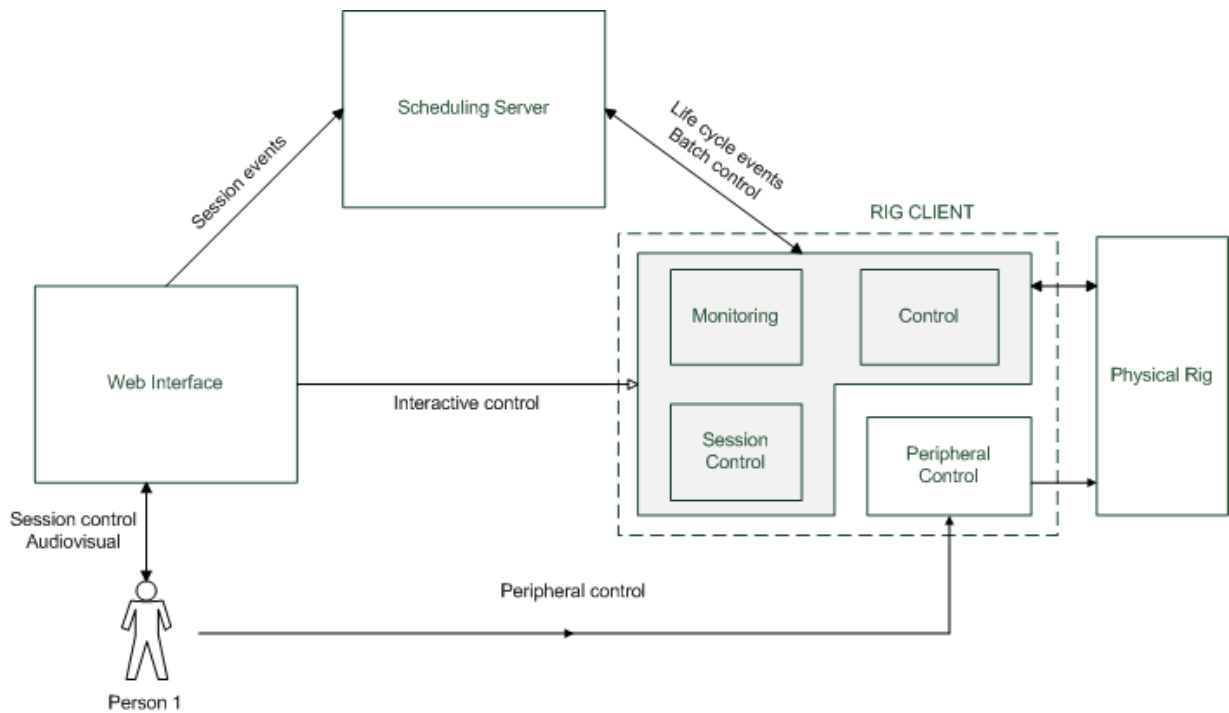 Scheduling Server
Session events
Life cycle events
Batch control
RIG CLIENT
Monitoring
Control
Web Interface
Physical Rig
Interactive control
Session
Control
Peripheral
Control
Session control
Audiovisual
Peripheral control
Person 1